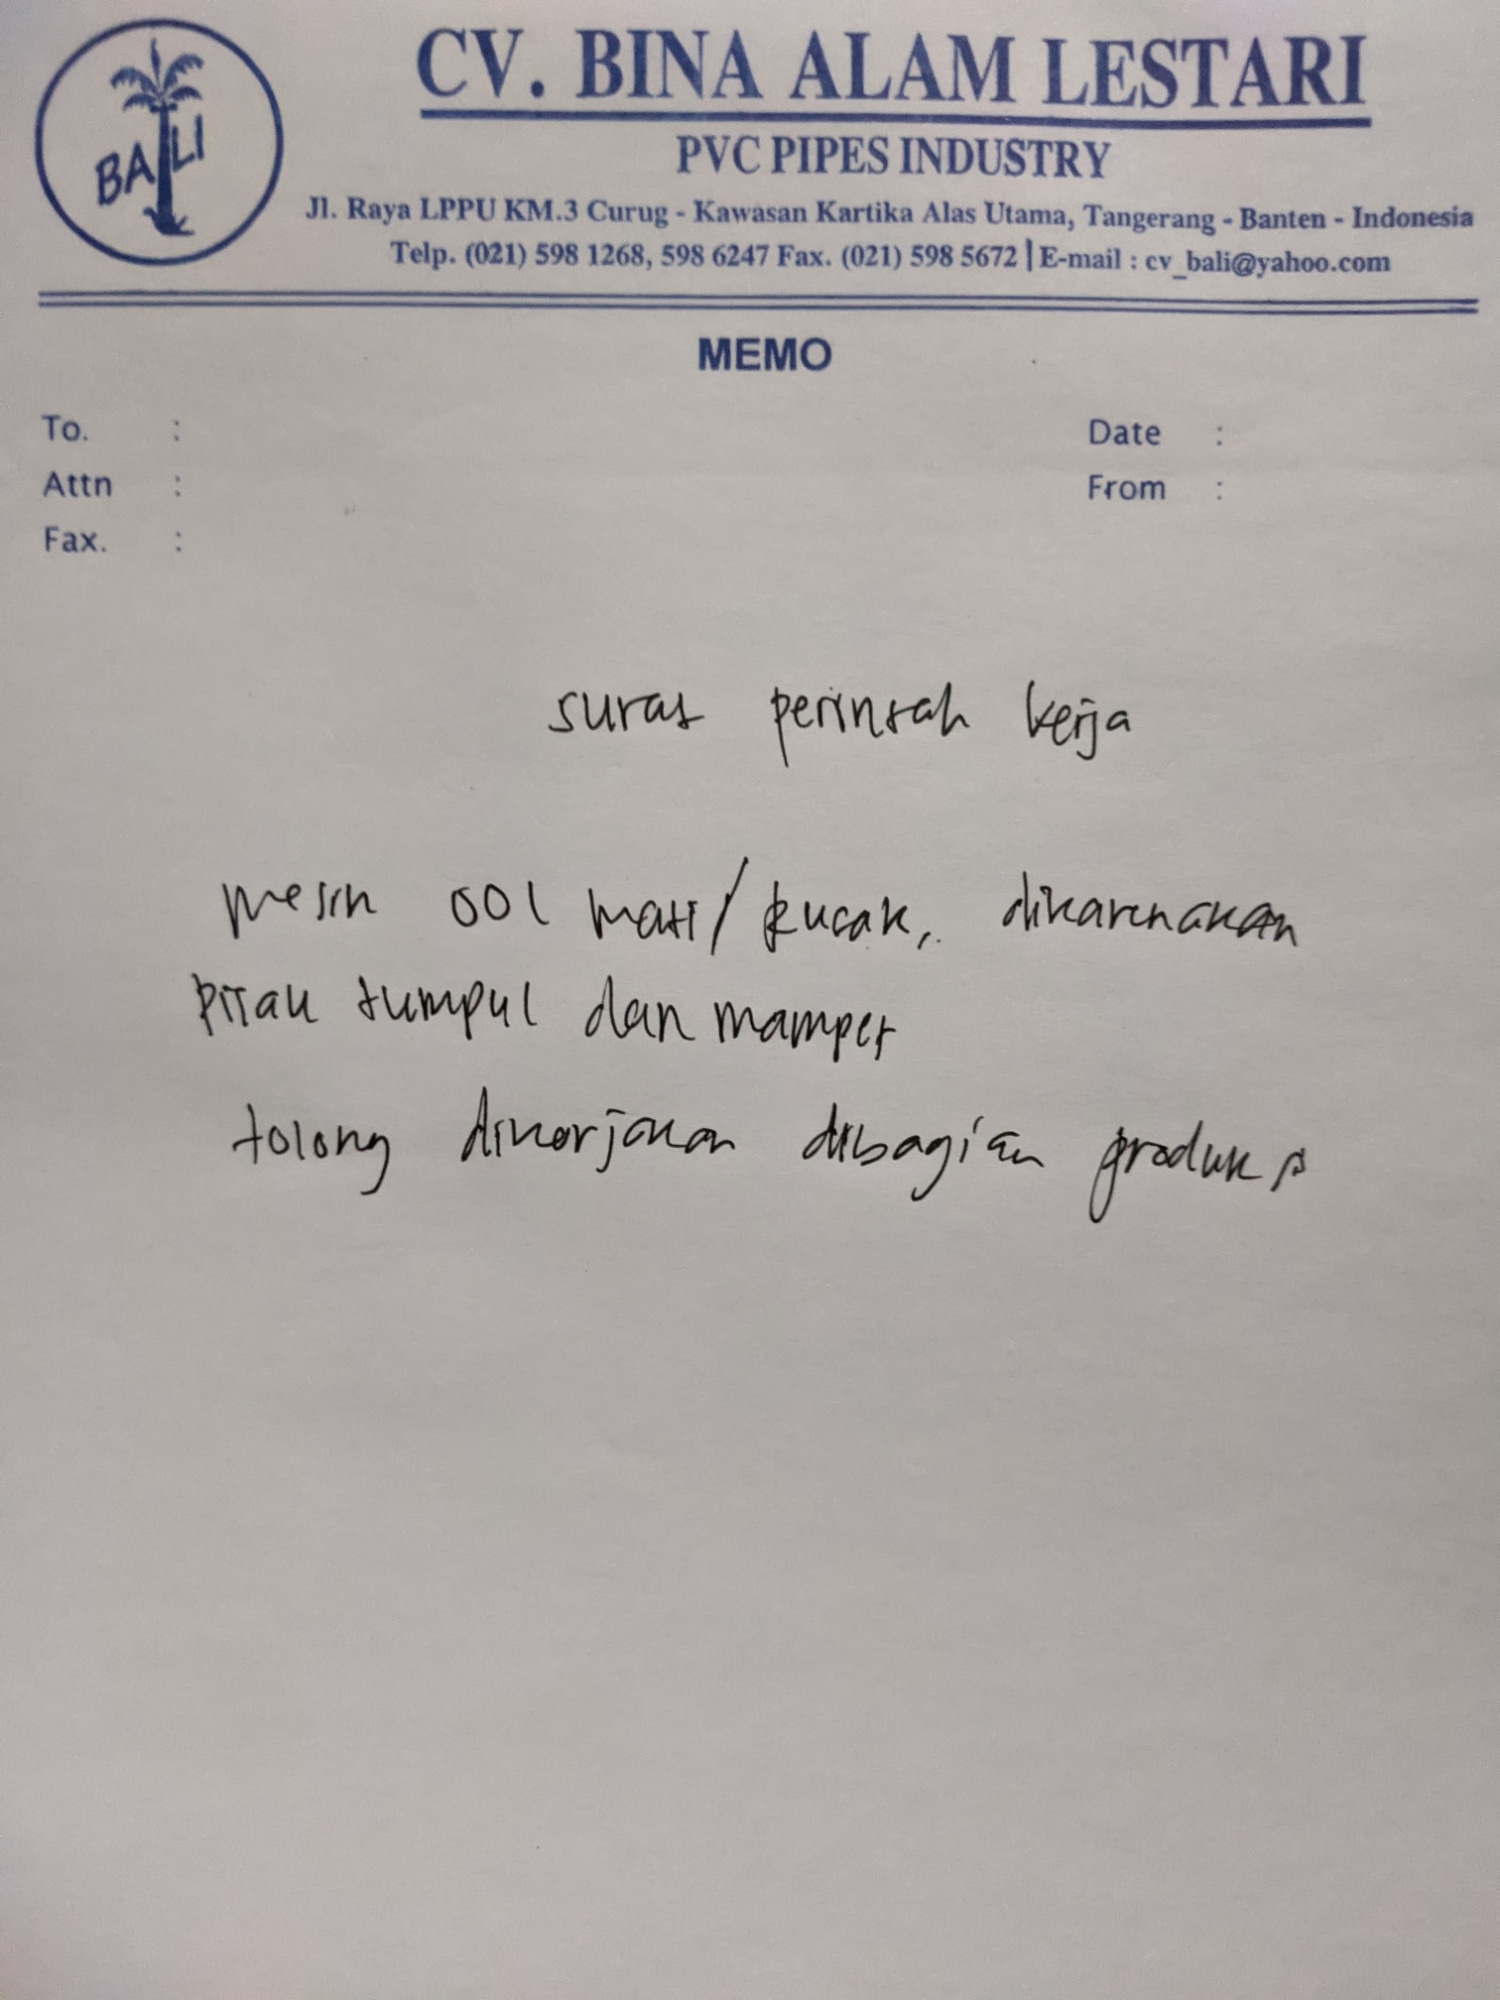 BALI
CV. BINA ALAM LESTARI
PVC PIPES INDUSTRY
Jl. Raya LPPU KM.3 Curug - Kawasan Kartika Alas Utama, Tangerang - Banten - Indonesia
Telp. (021) 598 1268, 598 6247 Fax. (021) 598 5672 | E-mail : cv_bali@yahoo.com
MEMO
To. :
Date :
Attn :
From :
Fax. :
surat perintah kerja
mesin 001 mati/rusak, dikarenakan
pisau tumpul dan mampet
tolong dikerjakan dibagian produksi